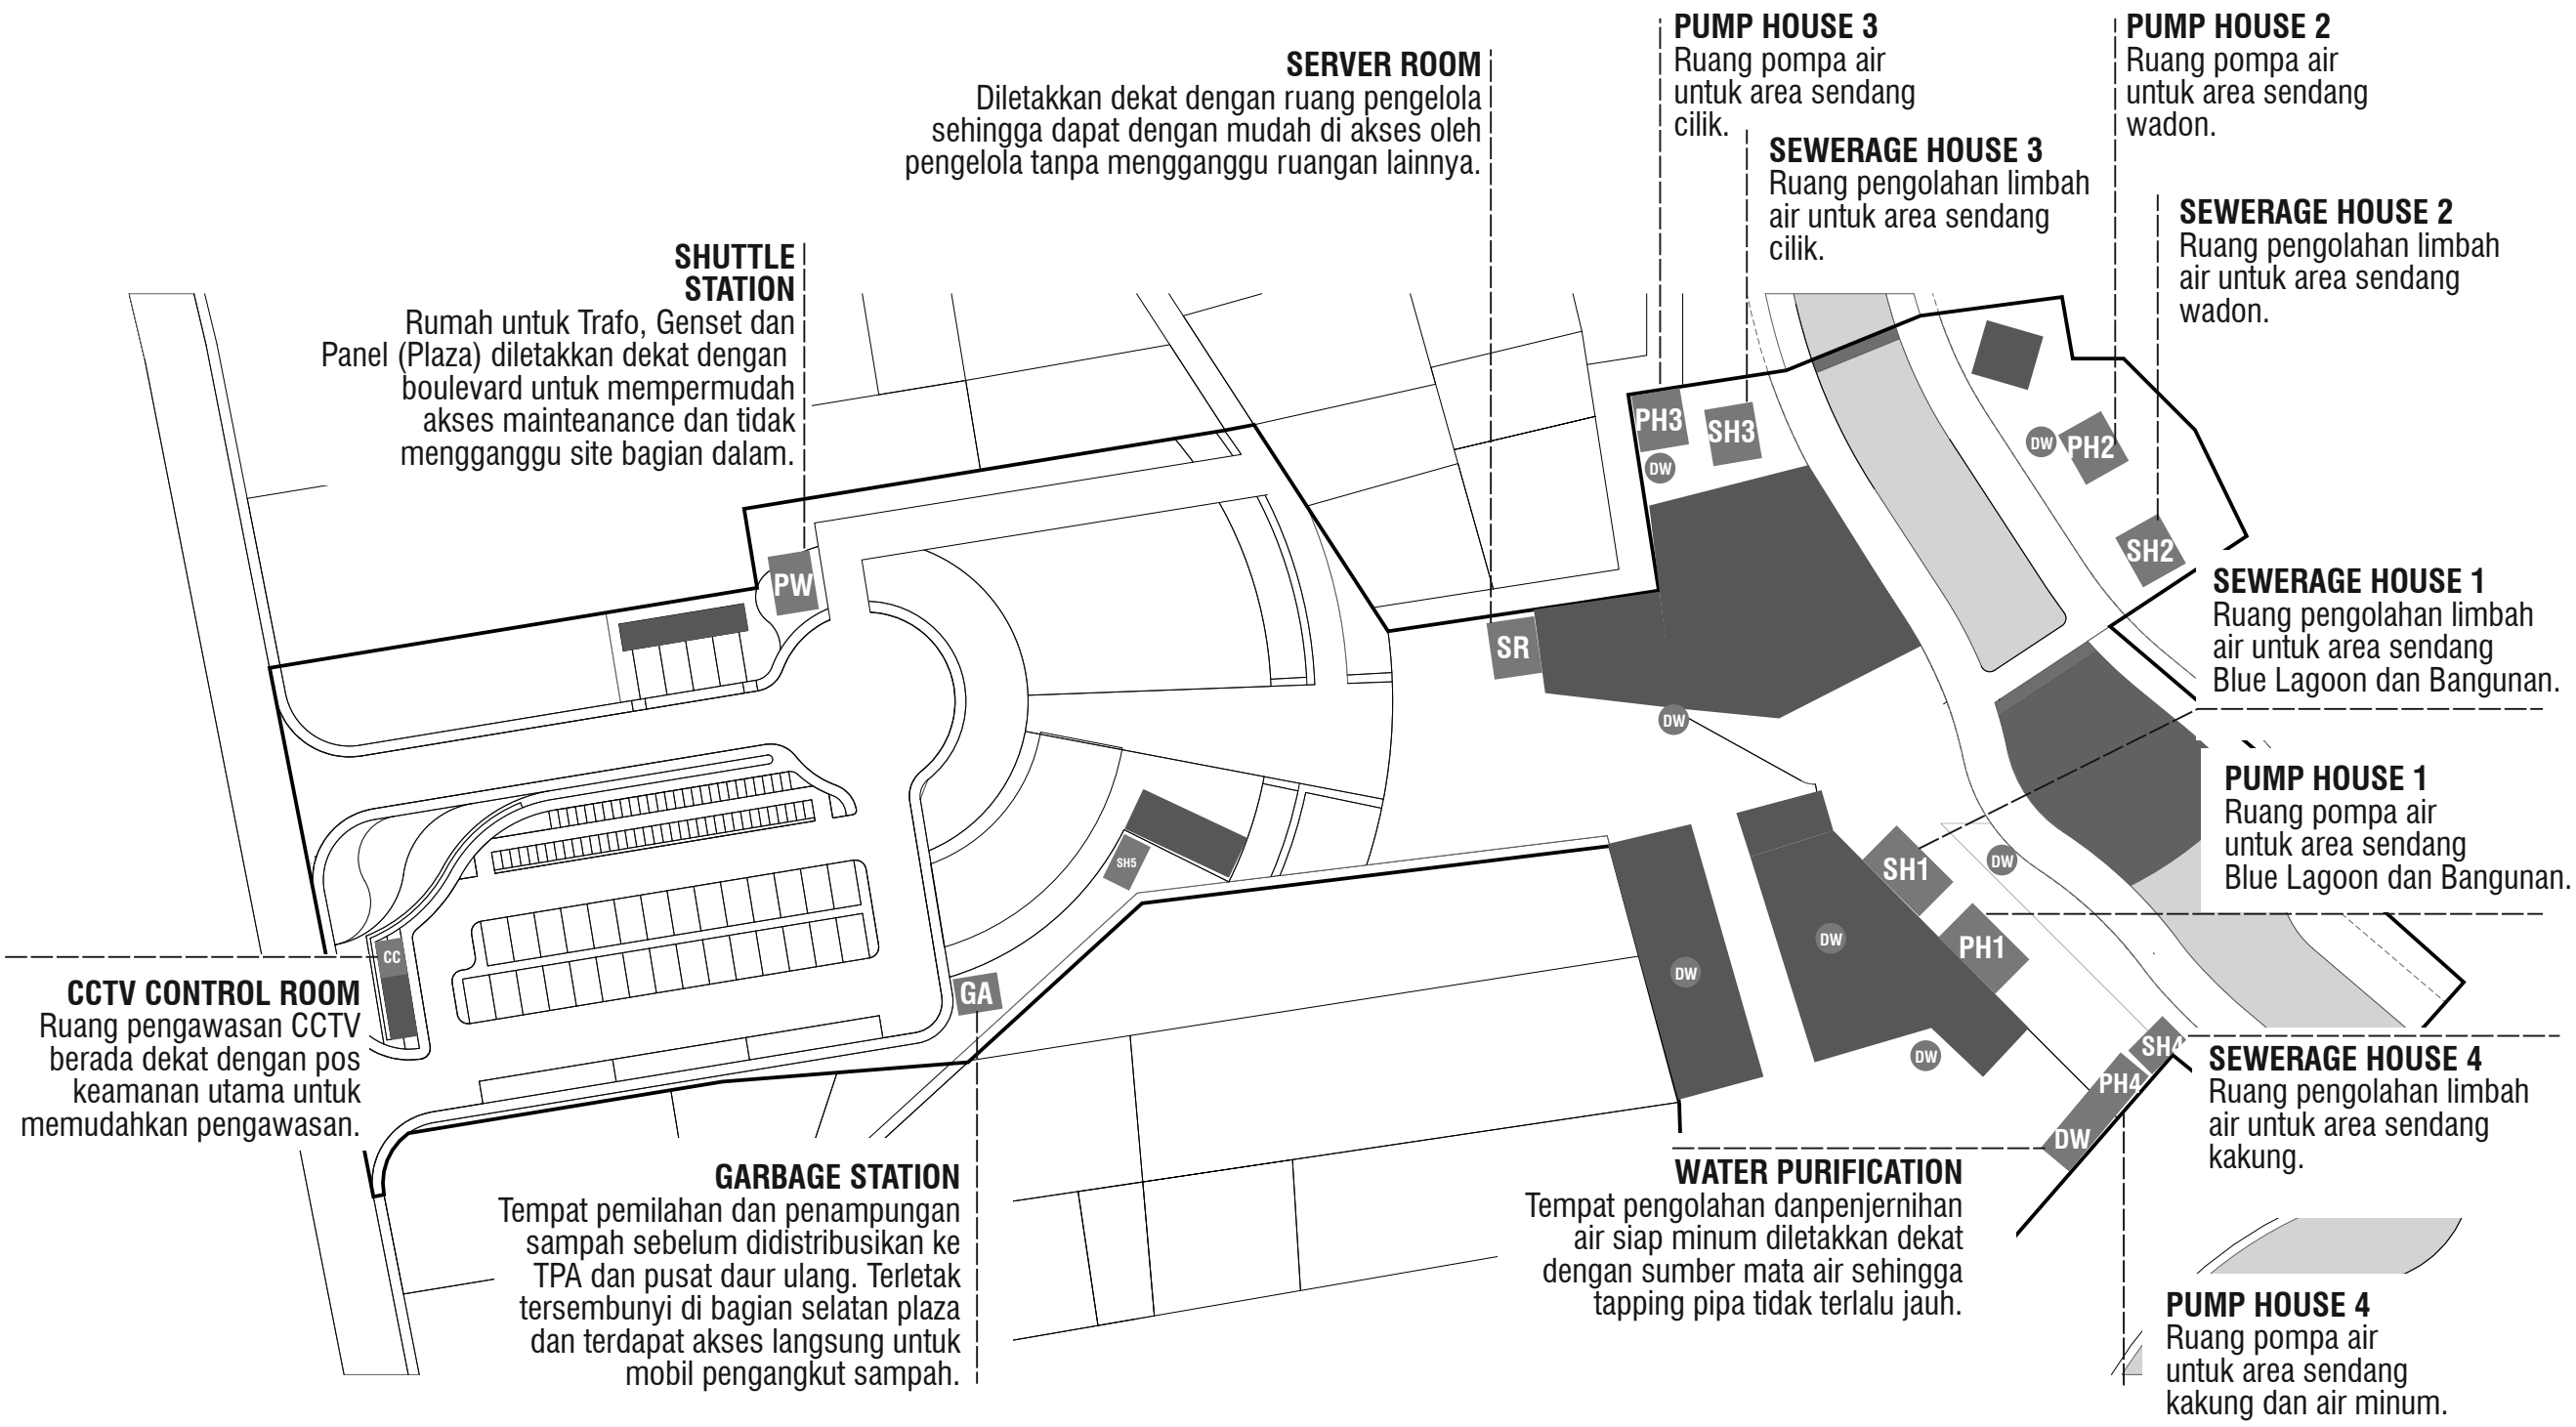 PUMP HOUSE 3
Ruang pompa air
untuk area sendang
cilik.
PUMP HOUSE 2
Ruang pompa air
untuk area sendang
wadon.
SERVER ROOM
Diletakkan dekat dengan ruang pengelola
sehingga dapat dengan mudah di akses oleh
pengelola tanpa mengganggu ruangan lainnya.
SEWERAGE HOUSE 3
Ruang pengolahan limbah
air untuk area sendang
cilik.
SEWERAGE HOUSE 2
Ruang pengolahan limbah
air untuk area sendang
wadon.
SHUTTLE
STATION
Rumah untuk Trafo, Genset dan
Panel (Plaza) diletakkan dekat dengan
boulevard untuk mempermudah
akses mainteanance dan tidak
mengganggu site bagian dalam.
PH3
SH3
DW
DW
PH2
SH2
PW
SR
DW
SEWERAGE HOUSE 1
Ruang pengolahan limbah
air untuk area sendang
Blue Lagoon dan Bangunan.
PUMP HOUSE 1
Ruang pompa air
untuk area sendang
Blue Lagoon dan Bangunan.
SH5
SH1
DW
DW
PH1
DW
CC
GA
DW
SH4
PH4
DW
CCTV CONTROL ROOM
Ruang pengawasan CCTV
berada dekat dengan pos
keamanan utama untuk
memudahkan pengawasan.
SEWERAGE HOUSE 4
Ruang pengolahan limbah
air untuk area sendang
kakung.
GARBAGE STATION
Tempat pemilahan dan penampungan
sampah sebelum didistribusikan ke
TPA dan pusat daur ulang. Terletak
tersembunyi di bagian selatan plaza
dan terdapat akses langsung untuk
mobil pengangkut sampah.
WATER PURIFICATION
Tempat pengolahan danpenjernihan
air siap minum diletakkan dekat
dengan sumber mata air sehingga
tapping pipa tidak terlalu jauh.
PUMP HOUSE 4
Ruang pompa air
untuk area sendang
kakung dan air minum.